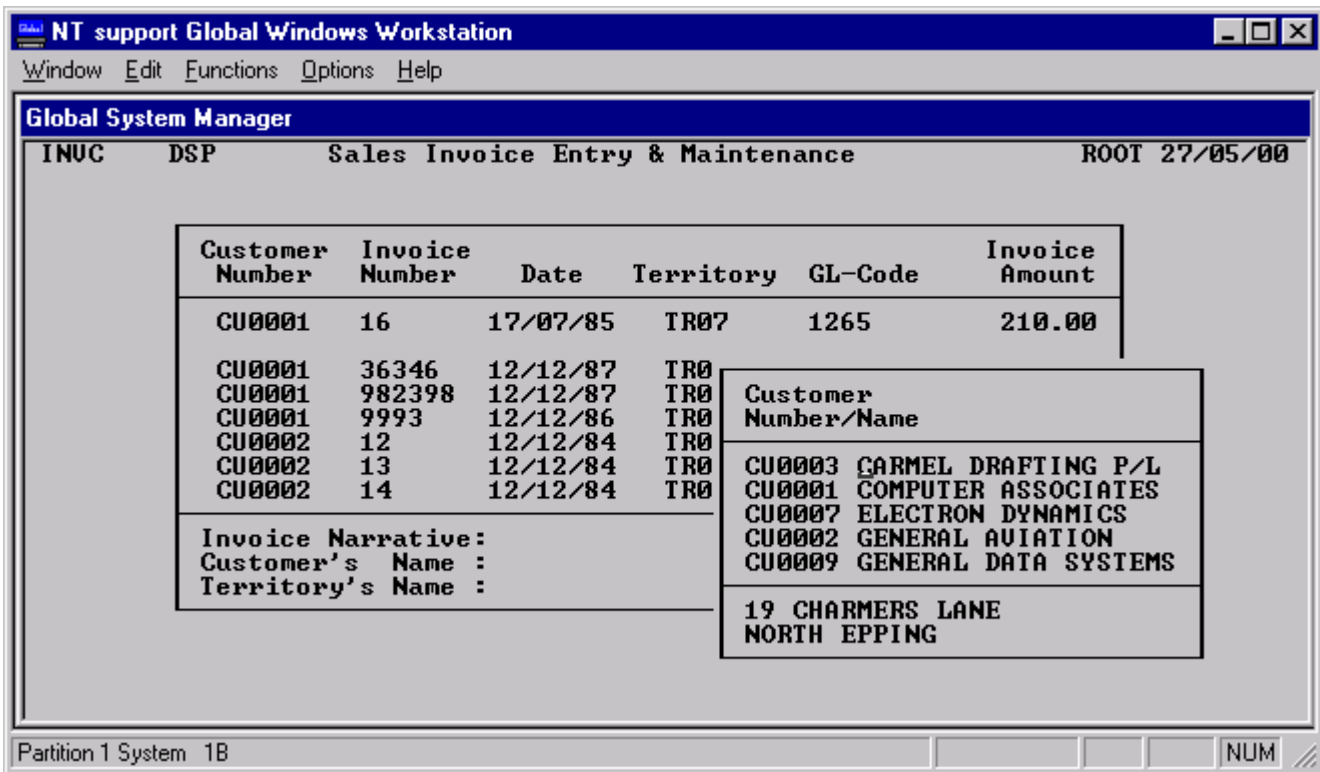 NT support Global Windows Workstation
Window Edit Functions Options Help
Global System Manager
INVC DSP Sales Invoice Entry & Maintenance ROOT 27/05/00
Customer Invoice Invoice
Number Number Date Territory GL-Code Amount
CU0001 16 17/07/85 TR07 1265 210.00
CU0001 36346 12/12/87 TR0
CU0001 982398 12/12/87 TR0
CU0001 9993 12/12/86 TR0
CU0002 12 12/12/84 TR0
CU0002 13 12/12/84 TR0
CU0002 14 12/12/84 TR0
Invoice Narrative:
Customer's Name :
Territory's Name :
Customer
Number/Name
CU0003 CARMEL DRAFTING P/L
CU0001 COMPUTER ASSOCIATES
CU0007 ELECTRON DYNAMICS
CU0002 GENERAL AVIATION
CU0009 GENERAL DATA SYSTEMS
19 CHARMERS LANE
NORTH EPPING
Partition 1 System 1B NUM